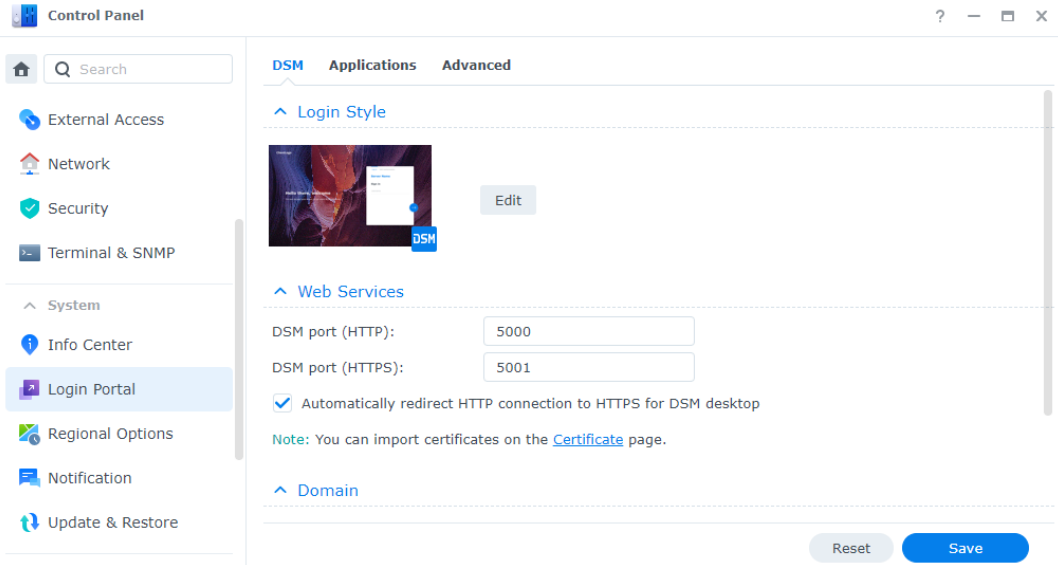 Control Panel
?
Search
External Access
Network
Security
Terminal & SNMP
System
Info Center
Login Portal
Regional Options
Notification
Update & Restore
DSM Applications Advanced
Login Style
DSM
Edit
Web Services
DSM port (HTTP): 5000
DSM port (HTTPS): 5001
Automatically redirect HTTP connection to HTTPS for DSM desktop
Note: You can import certificates on the Certificate page.
Domain
Reset Save